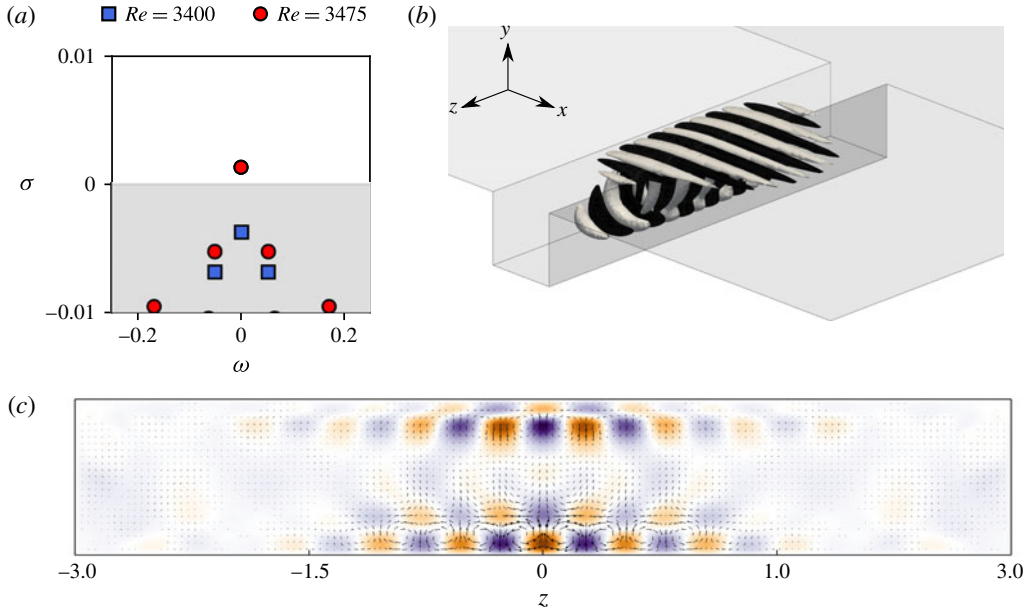 (a)
Re = 3400
Re = 3475
0.01
σ
0
−0.01
−0.2
0
0.2
ω
(b)
y
z
x
(c)
−3.0
−1.5
0
1.0
3.0
z